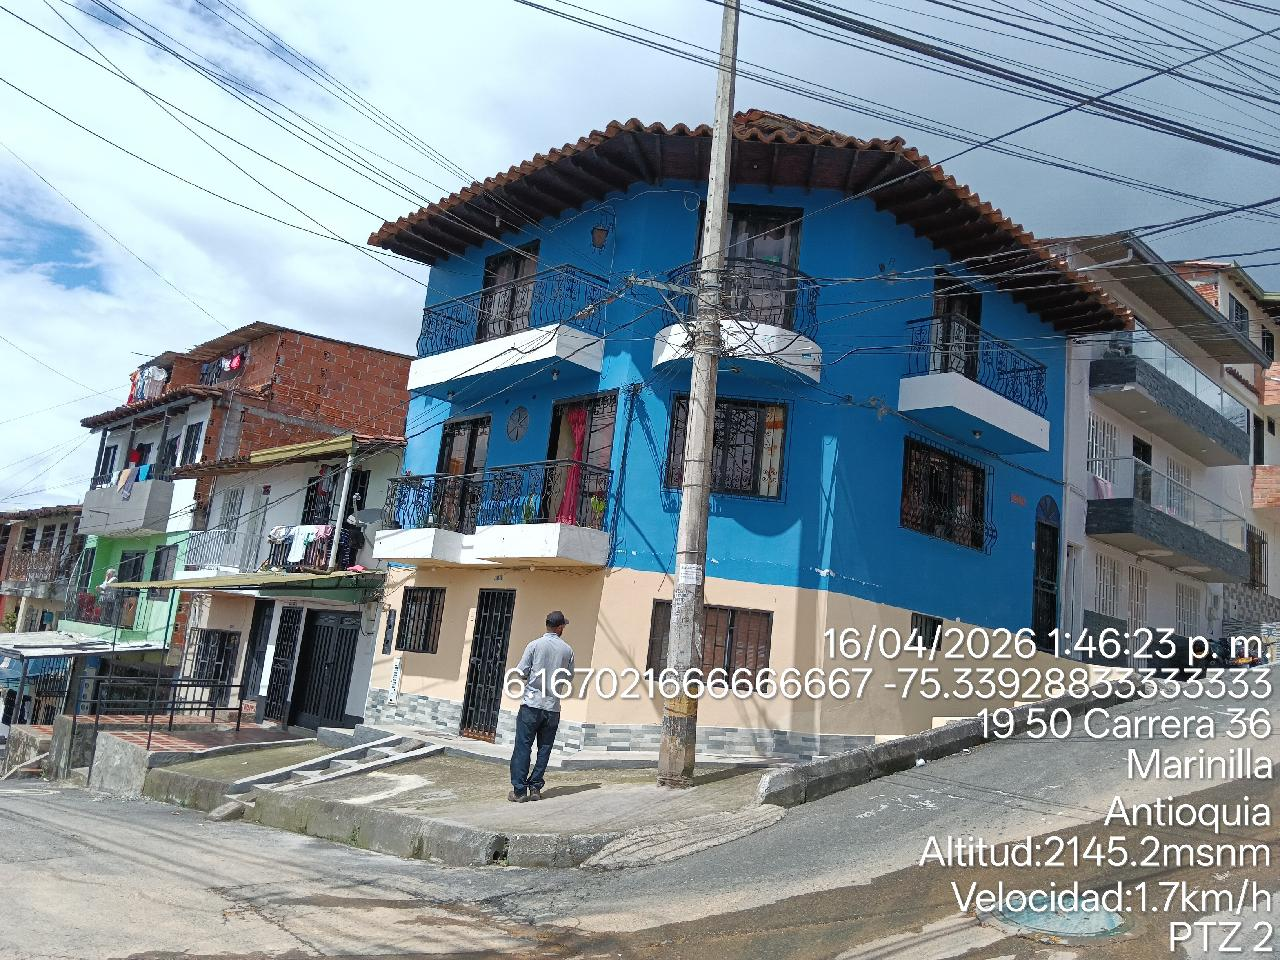 16/04/2026 1:46:23 p. m.
6.167021666666667 -75.33928833333333
19 50 Carrera 36
Marinilla
Antioquia
Altitud:2145.2msnm
Velocidad:1.7km/h
PTZ 2